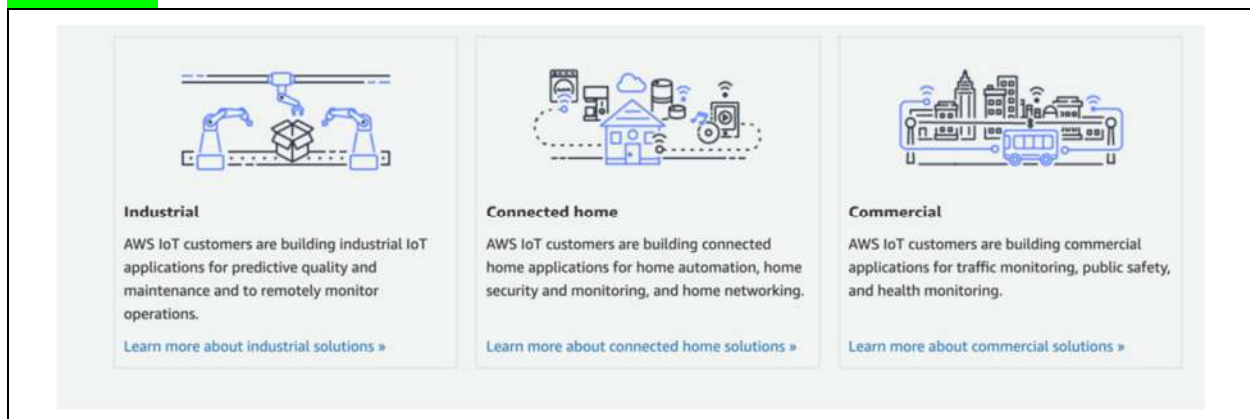 Industrial
AWS IoT customers are building industrial IoT
applications for predictive quality and
maintenance and to remotely monitor
operations.
Learn more about industrial solutions »
Connected home
AWS IoT customers are building connected
home applications for home automation, home
security and monitoring, and home networking.
Learn more about connected home solutions »
Commercial
AWS IoT customers are building commercial
applications for traffic monitoring, public safety,
and health monitoring.
Learn more about commercial solutions »